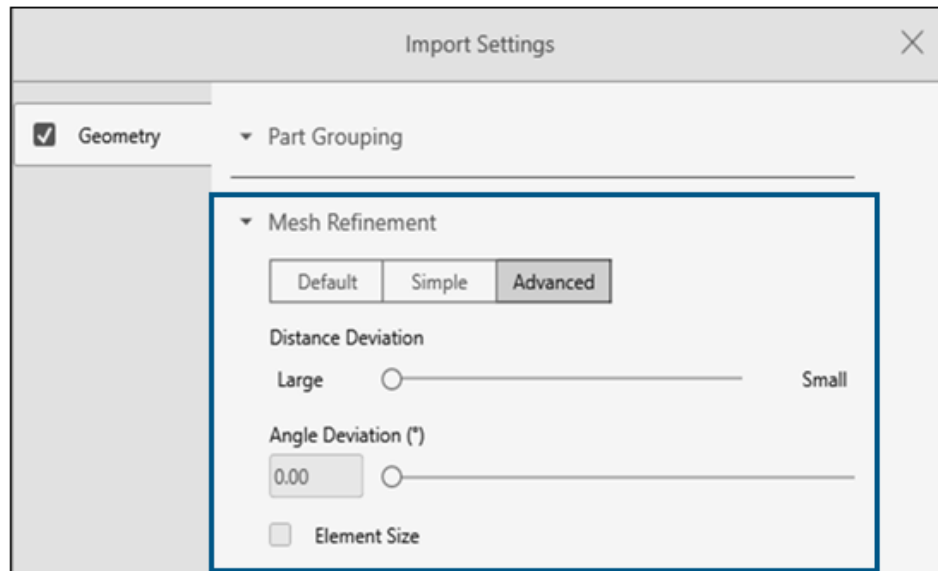 Import Settings
Geometry
Part Grouping
Mesh Refinement
Default Simple Advanced
Distance Deviation
Large Small
Angle Deviation (°)
0.00
Element Size